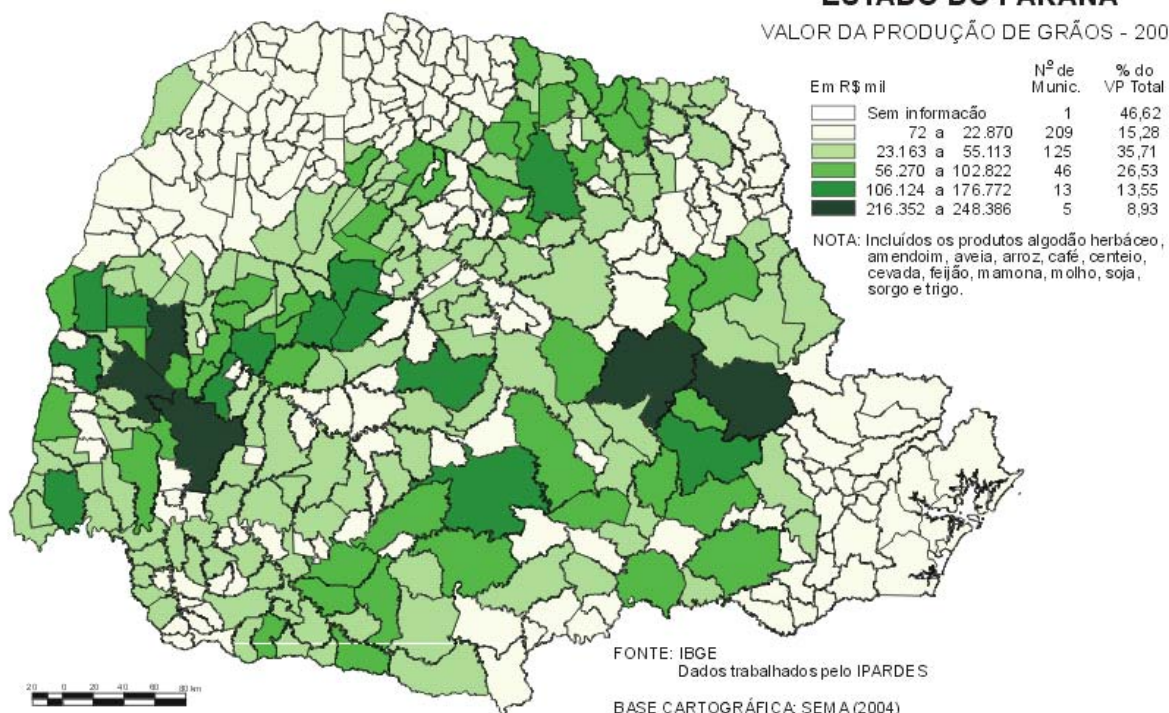 ESTADO DO PARANÁ
VALOR DA PRODUÇÃO DE GRÃOS - 200
Em R$ mil Nº de Munic. % do VP Total
Sem informação 1 46,62
72 a 22.870 209 15,28
23.163 a 55.113 125 35,71
56.270 a 102.822 46 26,53
106.124 a 176.772 13 13,55
216.352 a 248.386 5 8,93
NOTA: Incluídos os produtos algodão herbáceo,
amendoim, aveia, arroz, café, centeio,
cevada, feijão, mamona, molho, soja,
sorgo e trigo.
FONTE: IBGE
Dados trabalhados pelo IPARDES
BASE CARTOGRÁFICA: SEMA (2004)
20 0 20 40 60 80 km